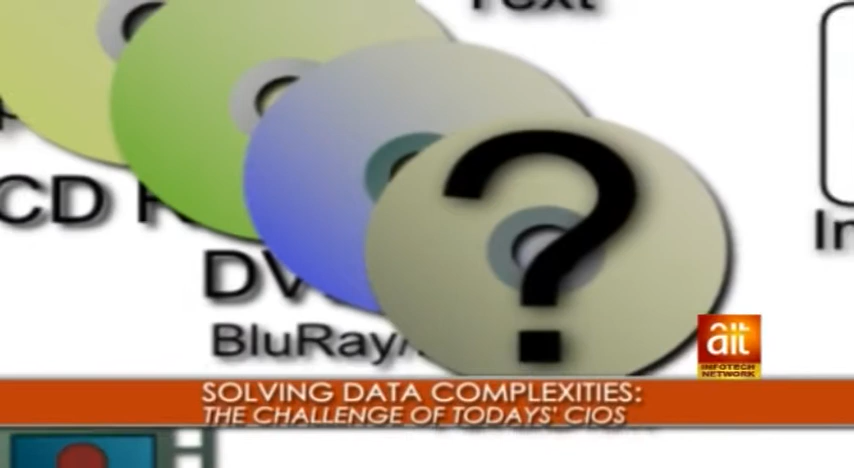 Text
CD
In
DV
BluRay/
?
ait
INFOTECH
NETWORK
SOLVING DATA COMPLEXITIES:
THE CHALLENGE OF TODAYS' CIOS